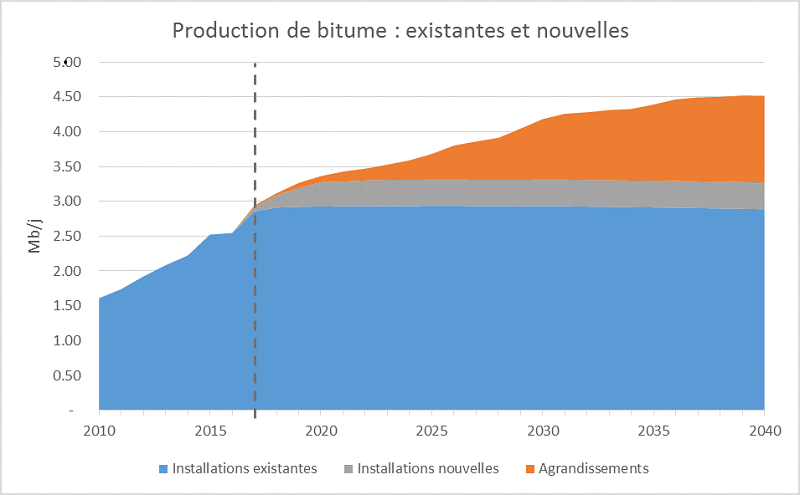 Production de bitume : existantes et nouvelles
5.00
4.50
4.00
3.50
3.00
2.50
2.00
1.50
1.00
0.50
-
Mb/j
2010 2015 2020 2025 2030 2035 2040
Installations existantes Installations nouvelles Agrandissements